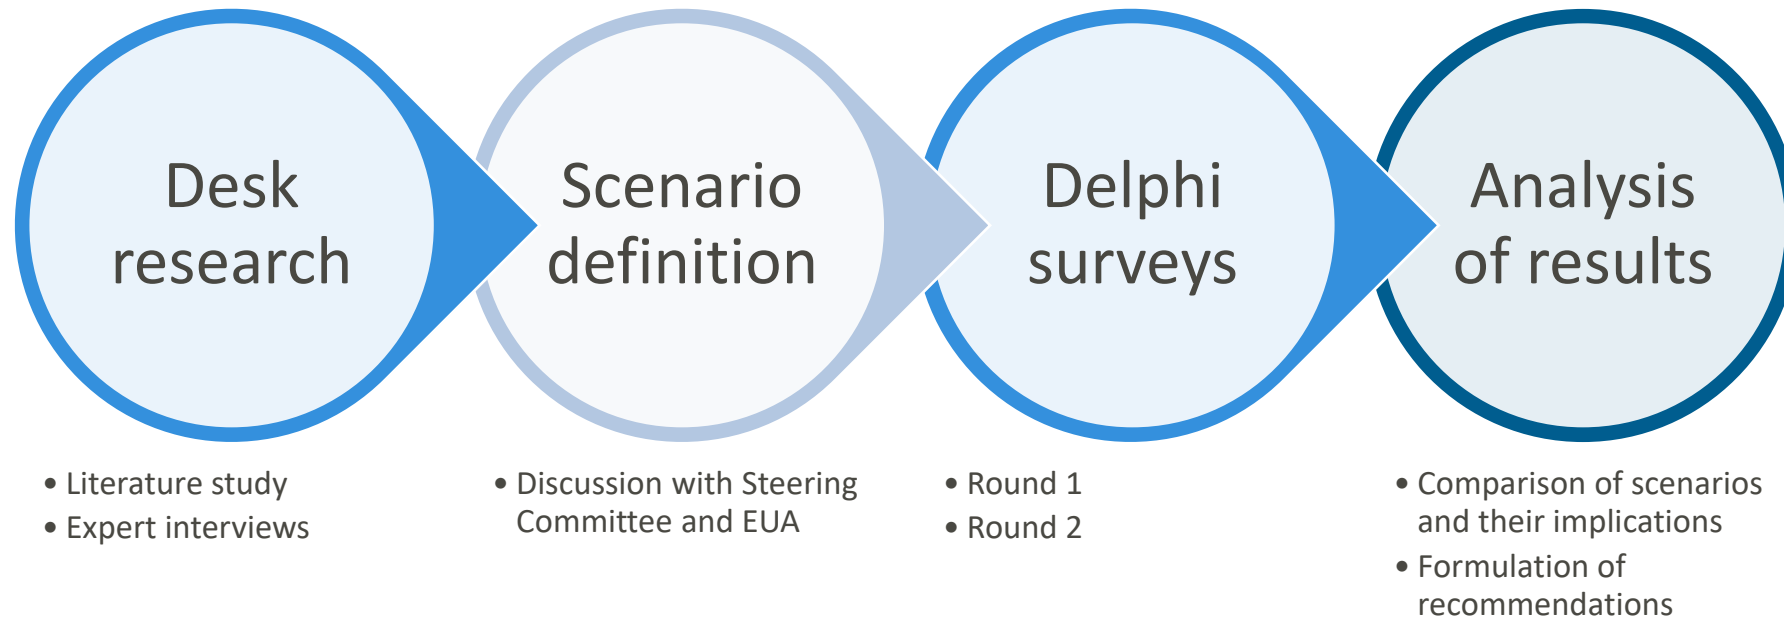 Desk
research
• Literature study
• Expert interviews
Scenario
definition
• Discussion with Steering
Committee and EUA
Delphi
surveys
• Round 1
• Round 2
Analysis
of results
• Comparison of scenarios
and their implications
• Formulation of
recommendations